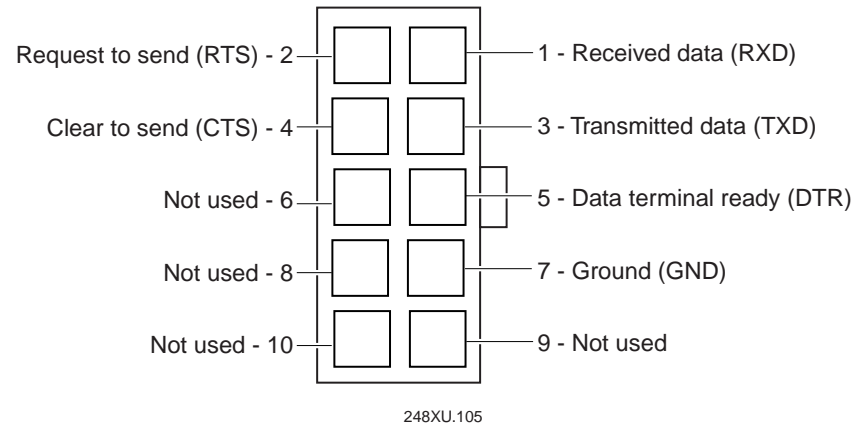 Request to send (RTS) - 2
1 - Received data (RXD)
Clear to send (CTS) - 4
3 - Transmitted data (TXD)
Not used - 6
5 - Data terminal ready (DTR)
Not used - 8
7 - Ground (GND)
Not used - 10
9 - Not used
248XU.105